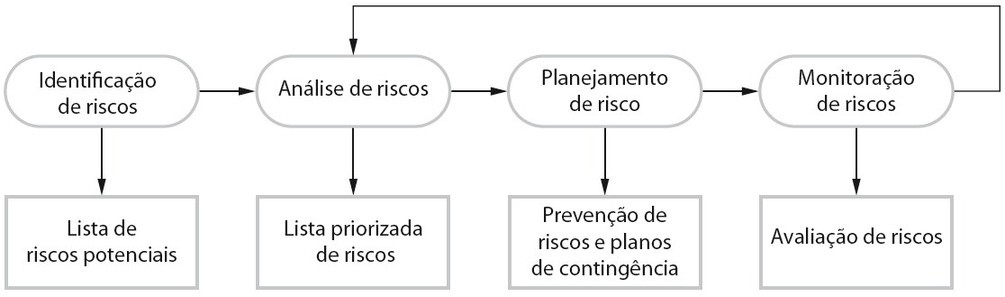 Identificação
de riscos
Análise de riscos
Planejamento
de risco
Monitoração
de riscos
Lista de
riscos potenciais
Lista priorizada
de riscos
Prevenção de
riscos e planos
de contingência
Avaliação de riscos